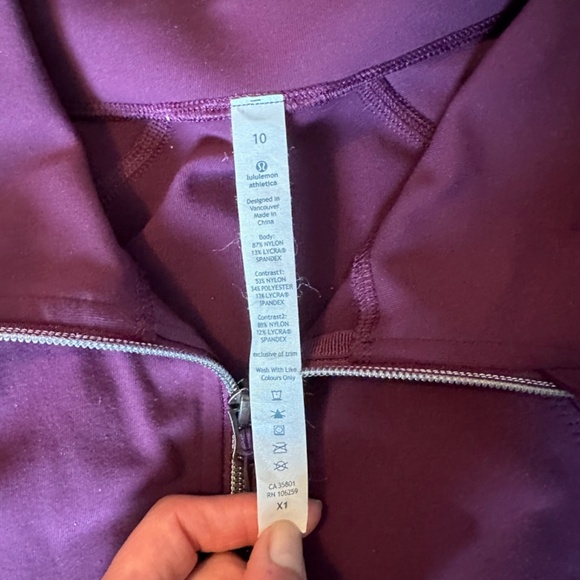 10
lululemon
athletica
Designed in
Vancouver
Made in
China
Body:
87% NYLON
13% LYCRA®
SPANDEX
Contrast1:
53% NYLON
34% POLYESTER
13% LYCRA®
SPANDEX
Contrast2:
88% NYLON
12% LYCRA®
SPANDEX
exclusive of trim
Wash With Like
Colours Only
CA 35801
RN 106259
X1